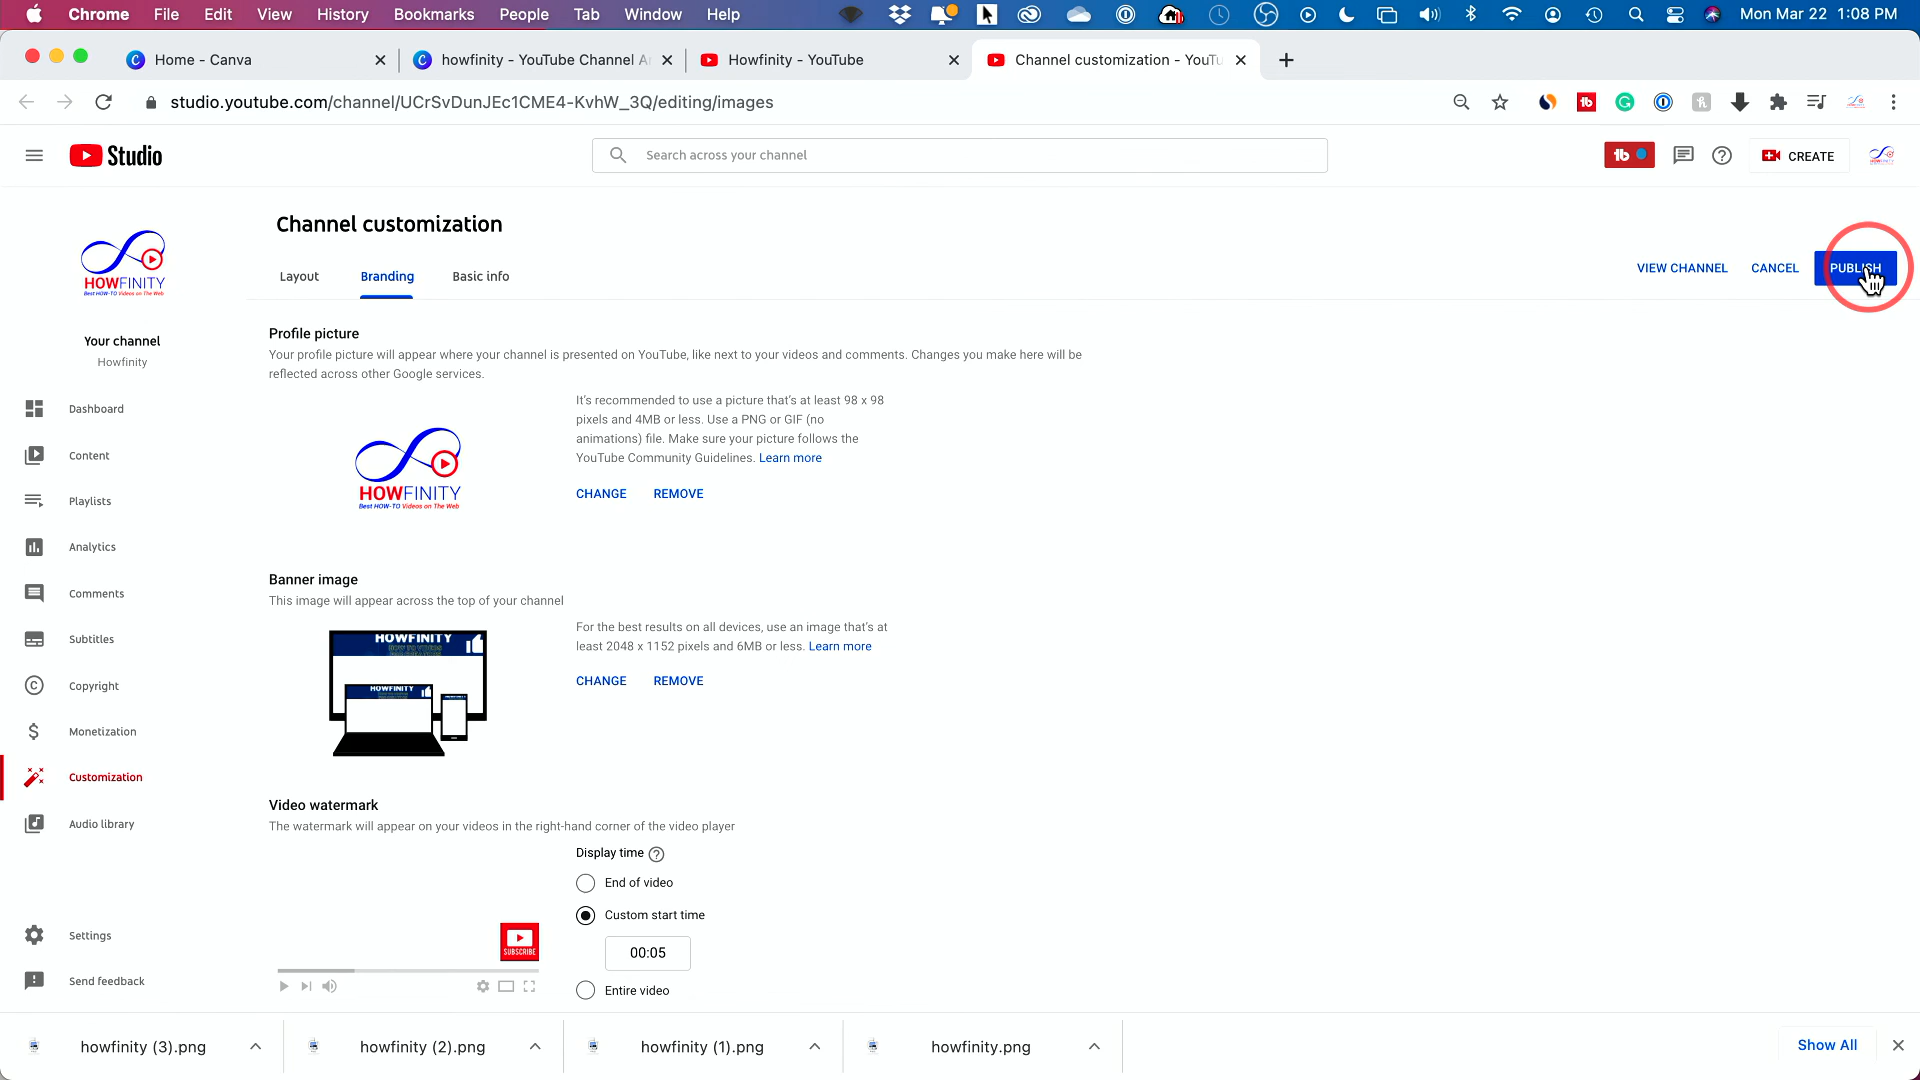 Chrome File Edit View History Bookmarks People Tab Window Help Mon Mar 22 1:08 PM
Home - Canva howfinity - YouTube Channel A Howfinity - YouTube Channel customization - YouTu
studio.youtube.com/channel/UCrSvDunJEc1CME4-KvhW_3Q/editing/images
Studio
Search across your channel
CREATE
Channel customization
Layout Branding Basic info
VIEW CHANNEL CANCEL PUBLISH
HOWFINITY
Best HOW-TO Videos on The Web
Your channel
Howfinity
Dashboard
Content
Playlists
Analytics
Comments
Subtitles
Copyright
Monetization
Customization
Audio library
Settings
Send feedback
Profile picture
Your profile picture will appear where your channel is presented on YouTube, like next to your videos and comments. Changes you make here will be
reflected across other Google services.
HOWFINITY
Best HOW-TO Videos on The Web
It's recommended to use a picture that's at least 98 x 98
pixels and 4MB or less. Use a PNG or GIF (no
animations) file. Make sure your picture follows the
YouTube Community Guidelines. Learn more
CHANGE REMOVE
Banner image
This image will appear across the top of your channel
HOWFINITY
HOWFINITY
For the best results on all devices, use an image that's at
least 2048 x 1152 pixels and 6MB or less. Learn more
CHANGE REMOVE
Video watermark
The watermark will appear on your videos in the right-hand corner of the video player
SUBSCRIBE
Display time
End of video
Custom start time
00:05
Entire video
howfinity (3).png howfinity (2).png howfinity (1).png howfinity.png Show All